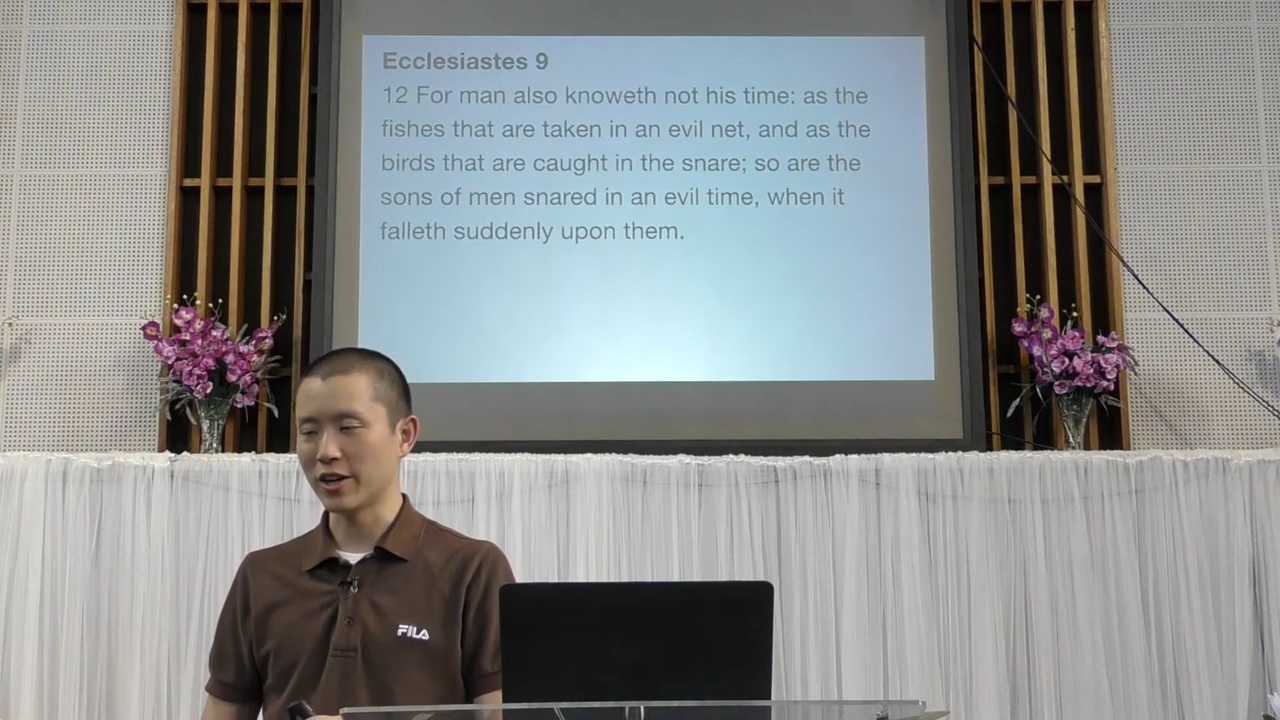 Ecclesiastes 9
12 For man also knoweth not his time: as the
fishes that are taken in an evil net, and as the
birds that are caught in the snare; so are the
sons of men snared in an evil time, when it
falleth suddenly upon them.
FILA